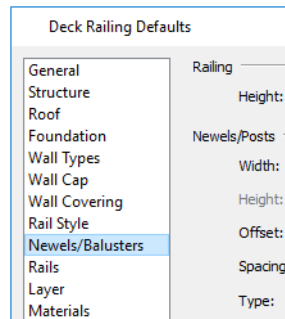 Deck Railing Defaults
General
Structure
Roof
Foundation
Wall Types
Wall Cap
Wall Covering
Rail Style
Newels/Balusters
Rails
Layer
Materials
Railing
Height:
Newels/Posts
Width:
Height:
Offset:
Spacing
Type: